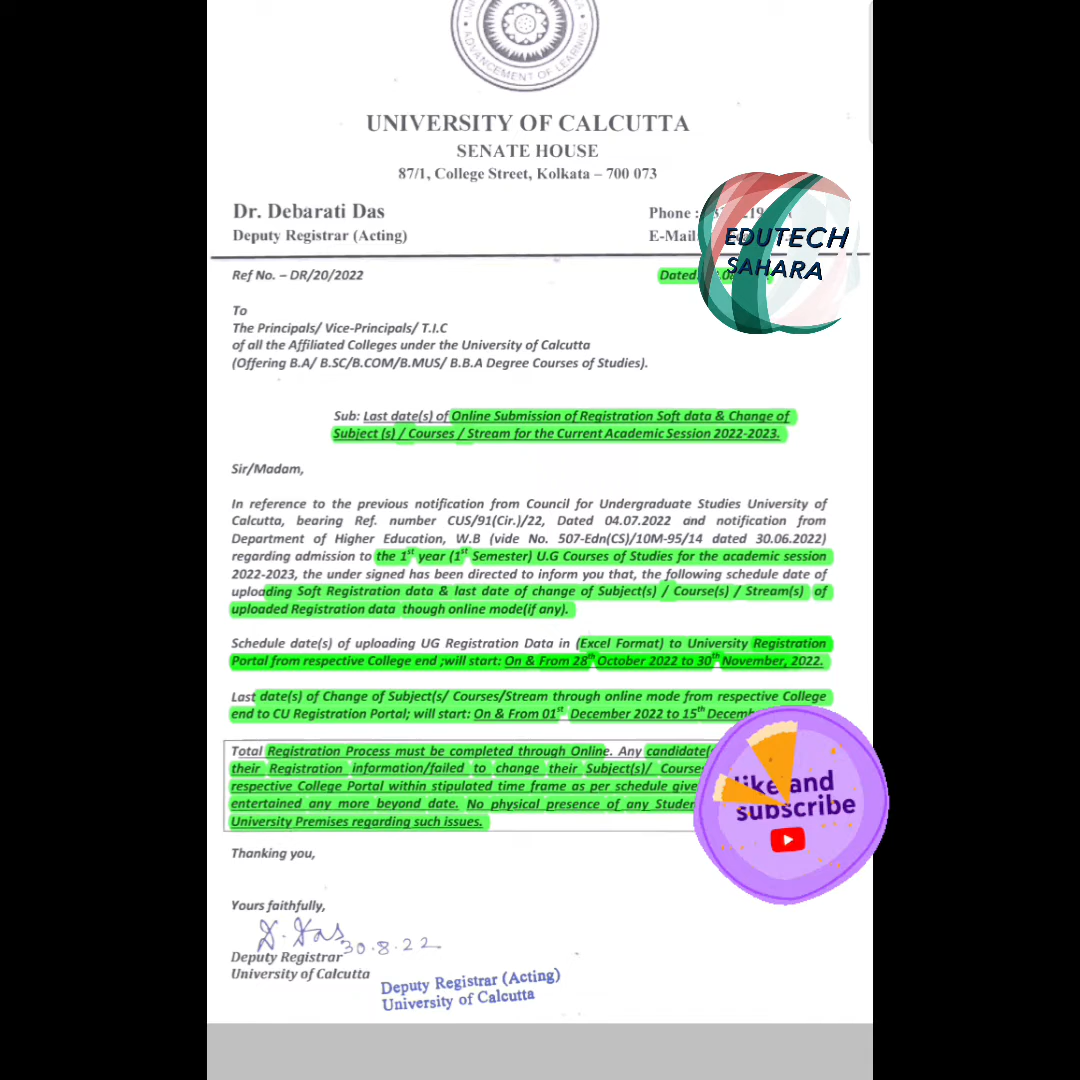 ADVANCEMENT OF LEARNING
UNIVERSITY OF CALCUTTA
SENATE HOUSE
87/1, College Street, Kolkata – 700 073
Dr. Debarati Das
Phone :
Deputy Registrar (Acting)
E-Mail
EDUTECH
SAHARA
Ref No. – DR/20/2022
Dated
To
The Principals/ Vice-Principals/ T.I.C
of all the Affiliated Colleges under the University of Calcutta
(Offering B.A/ B.SC/B.COM/B.MUS/ B.B.A Degree Courses of Studies).
Sub: Last date(s) of Online Submission of Registration Soft data & Change of
Subject (s) / Courses / Stream for the Current Academic Session 2022-2023.
Sir/Madam,
In reference to the previous notification from Council for Undergraduate Studies University of
Calcutta, bearing Ref. number CUS/91(Cir.)/22, Dated 04.07.2022 and notification from
Department of Higher Education, W.B (vide No. 507-Edn(CS)/10M-95/14 dated 30.06.2022)
regarding admission to the 1st year (1st Semester) U.G Courses of Studies for the academic session
2022-2023, the under signed has been directed to inform you that, the following schedule date of
uploading Soft Registration data & last date of change of Subject(s) / Course(s) / Stream(s) of
uploaded Registration data though online mode(if any).
Schedule date(s) of uploading UG Registration Data in (Excel Format) to University Registration
Portal from respective College end ;will start: On & From 28th October 2022 to 30th November, 2022.
Last date(s) of Change of Subject(s/ Courses/Stream through online mode from respective College
end to CU Registration Portal; will start: On & From 01st December 2022 to 15th
Total Registration Process must be completed through Online. Any
their Registration information/failed to change their Subject(s)/
respective College Portal within stipulated time frame as per schedule
entertained any more beyond date. No physical presence of any
University Premises regarding such issues.
like and
subscribe
Thanking you,
Yours faithfully,
D. Das
30.8.22
Deputy Registrar
University of Calcutta
Deputy Registrar (Acting)
University of Calcutta